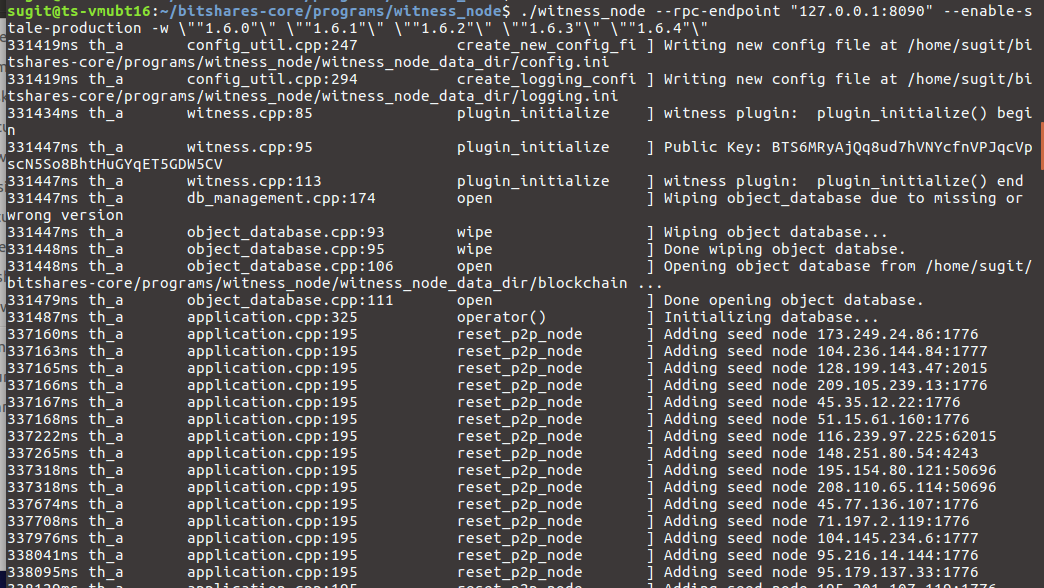 sugit@ts-vmubt16:~/bitshares-core/programs/witness_node$ ./witness_node --rpc-endpoint "127.0.0.1:8090" --enable-s
tale-production -w \""1.6.0"\" \""1.6.1"\" \""1.6.2"\" \""1.6.3"\" \""1.6.4"\"
331419ms th_a       config_util.cpp:247           create_new_config_fi ] Writing new config file at /home/sugit/bi
tshares-core/programs/witness_node/witness_node_data_dir/config.ini
331419ms th_a       config_util.cpp:294           create_logging_confi ] Writing new config file at /home/sugit/bi
tshares-core/programs/witness_node/witness_node_data_dir/logging.ini
331434ms th_a       witness.cpp:85                plugin_initialize    ] witness plugin:  plugin_initialize() begi
n
331447ms th_a       witness.cpp:95                plugin_initialize    ] Public Key: BTS6MRyAjQq8ud7hVNYcfnVPJqcVp
scN5So8BhtHuGYqET5GDW5CV
331447ms th_a       witness.cpp:113               plugin_initialize    ] witness plugin:  plugin_initialize() end
331447ms th_a       db_management.cpp:174         open                 ] Wiping object_database due to missing or
wrong version
331447ms th_a       object_database.cpp:93        wipe                 ] Wiping object database...
331448ms th_a       object_database.cpp:95        wipe                 ] Done wiping object databse.
331448ms th_a       object_database.cpp:106       open                 ] Opening object database from /home/sugit/
bitshares-core/programs/witness_node/witness_node_data_dir/blockchain ...
331479ms th_a       object_database.cpp:111       open                 ] Done opening object database.
331487ms th_a       application.cpp:325           operator()           ] Initializing database...
337160ms th_a       application.cpp:195           reset_p2p_node       ] Adding seed node 173.249.24.86:1776
337163ms th_a       application.cpp:195           reset_p2p_node       ] Adding seed node 104.236.144.84:1777
337165ms th_a       application.cpp:195           reset_p2p_node       ] Adding seed node 128.199.143.47:2015
337166ms th_a       application.cpp:195           reset_p2p_node       ] Adding seed node 209.105.239.13:1776
337167ms th_a       application.cpp:195           reset_p2p_node       ] Adding seed node 45.35.12.22:1776
337168ms th_a       application.cpp:195           reset_p2p_node       ] Adding seed node 51.15.61.160:1776
337222ms th_a       application.cpp:195           reset_p2p_node       ] Adding seed node 116.239.97.225:62015
337265ms th_a       application.cpp:195           reset_p2p_node       ] Adding seed node 148.251.80.54:4243
337318ms th_a       application.cpp:195           reset_p2p_node       ] Adding seed node 195.154.80.121:50696
337318ms th_a       application.cpp:195           reset_p2p_node       ] Adding seed node 208.110.65.114:50696
337674ms th_a       application.cpp:195           reset_p2p_node       ] Adding seed node 45.77.136.107:1776
337708ms th_a       application.cpp:195           reset_p2p_node       ] Adding seed node 71.197.2.119:1776
337976ms th_a       application.cpp:195           reset_p2p_node       ] Adding seed node 104.145.234.6:1777
338041ms th_a       application.cpp:195           reset_p2p_node       ] Adding seed node 95.216.14.144:1776
338095ms th_a       application.cpp:195           reset_p2p_node       ] Adding seed node 95.179.137.33:1776